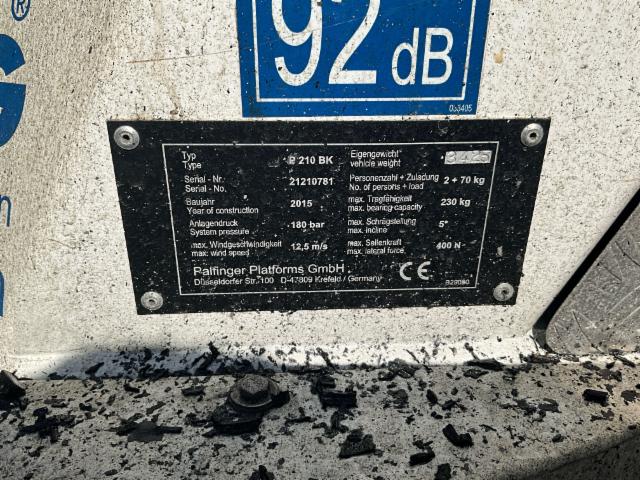 ®
G
n
92 dB
053405
Typ
Type
P 210 BK
Eigengewicht
vehicle weight
3425
Serial - Nr.
Serial - No.
21210781
Personenzahl + Zuladung
No. of persons + load
2 + 70 kg
Baujahr
Year of construction
2015
max. Tragfähigkeit
max. bearing capacity
230 kg
Anlagendruck
System pressure
180 bar
max. Schrägstellung
max. incline
5°
max. Windgeschwindigkeit
max. wind speed
12,5 m/s
max. Seitenkraft
max. lateral force
400 N
Palfinger Platforms GmbH
Düsseldorfer Str. 100 D-47809 Krefeld / Germany
CE